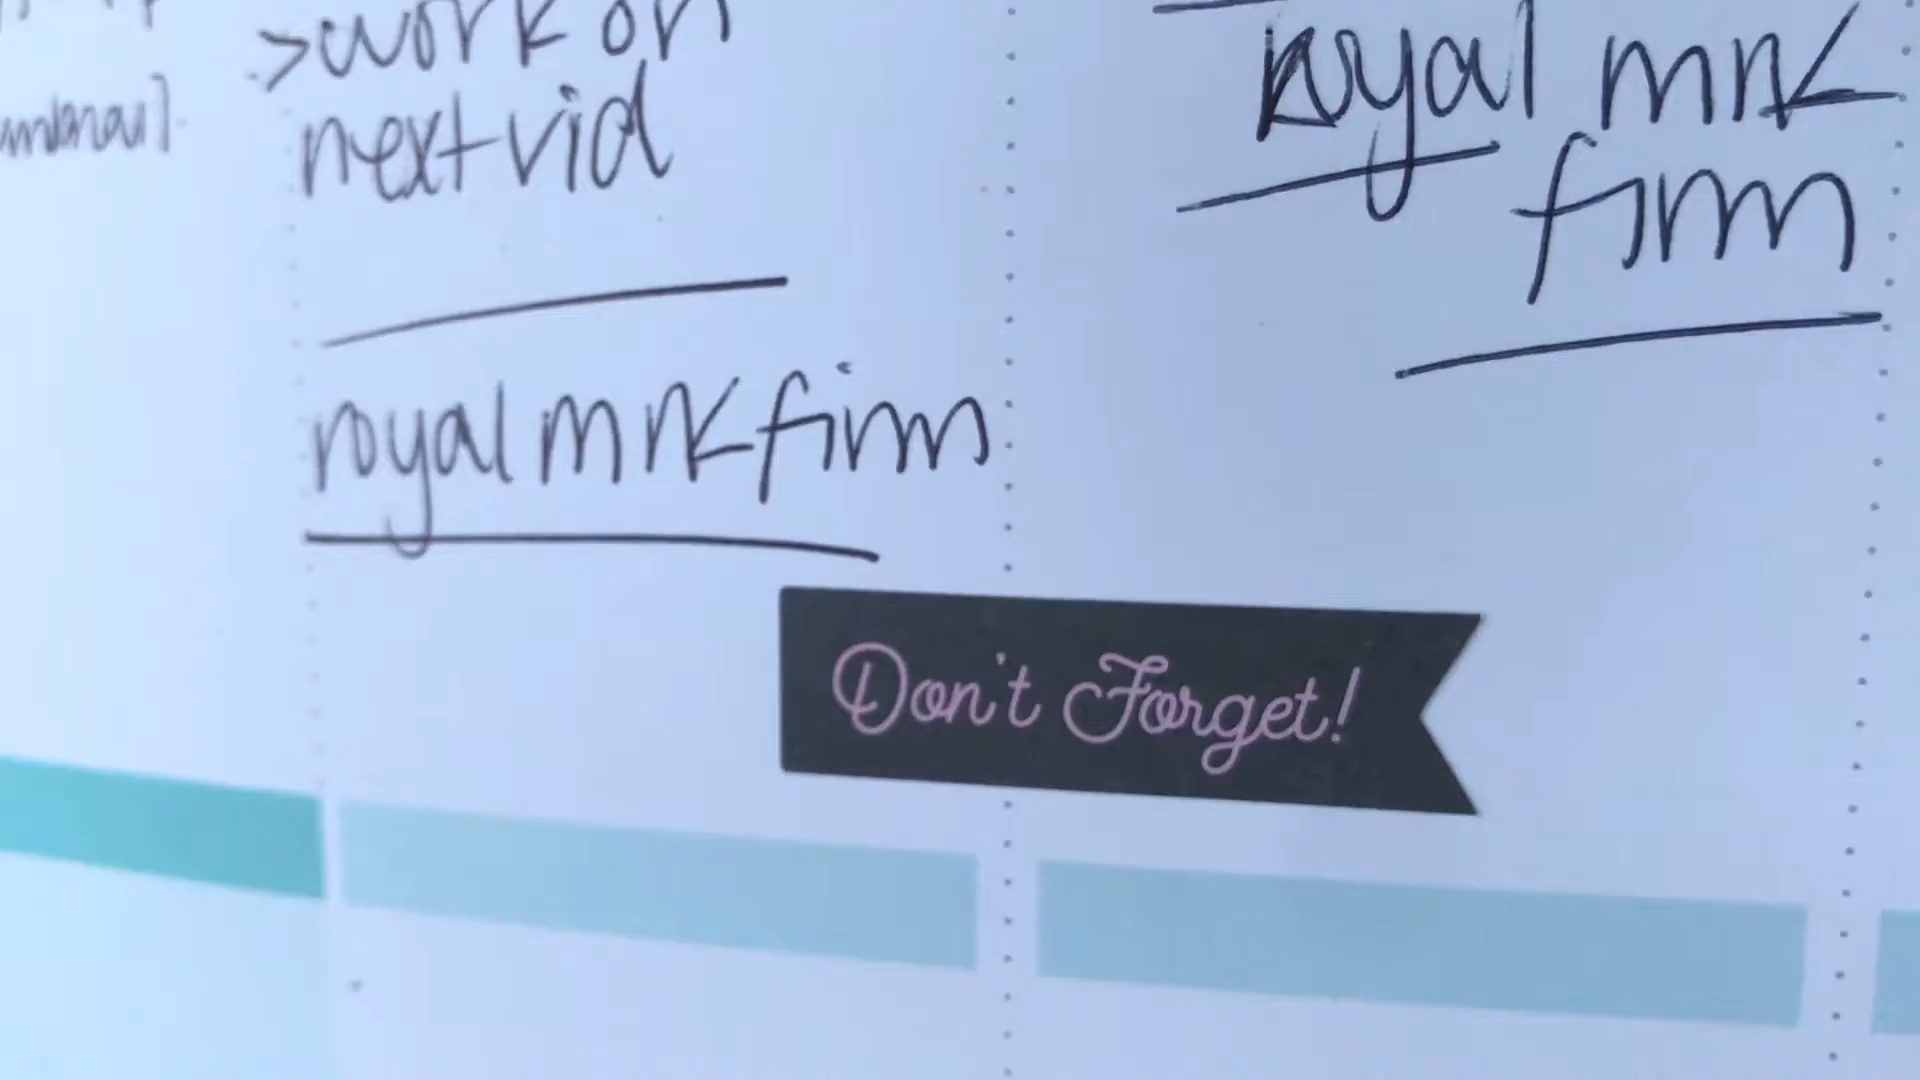 >work on
next vid
royal mrk firm
royal mrk
firm
Don't Forget!